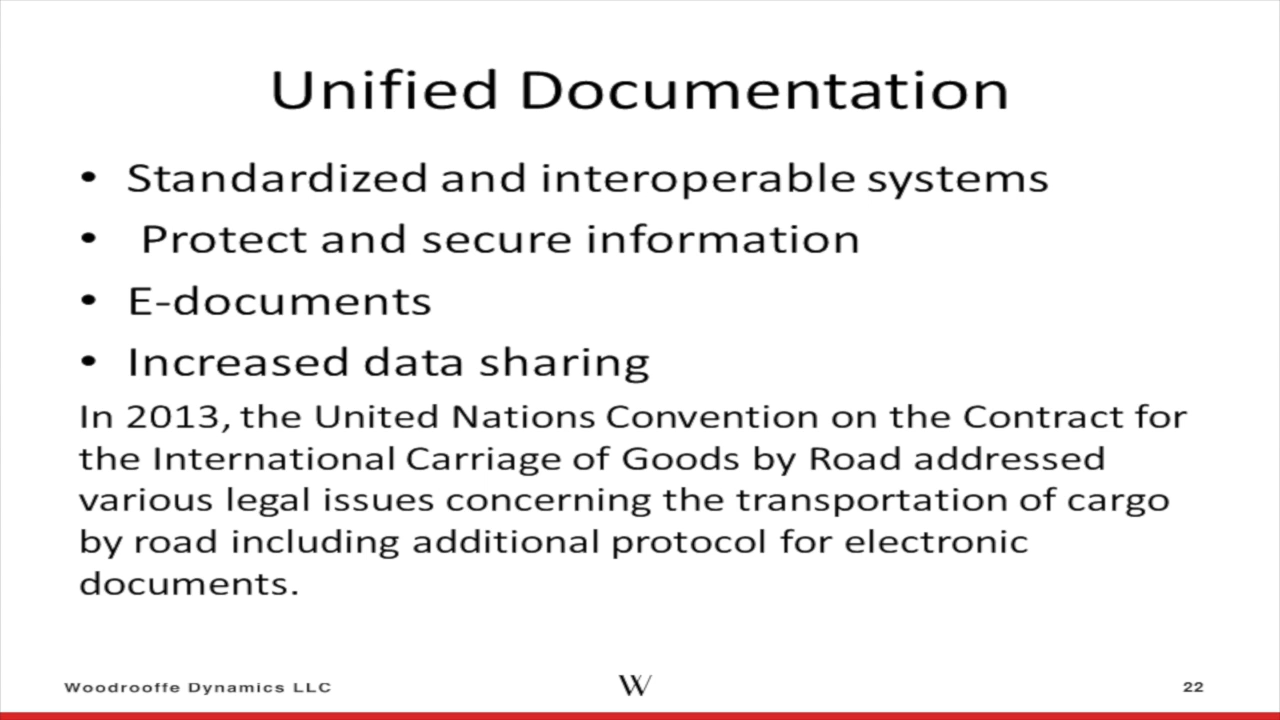 Unified Documentation
• Standardized and interoperable systems
• Protect and secure information
• E-documents
• Increased data sharing
In 2013, the United Nations Convention on the Contract for
the International Carriage of Goods by Road addressed
various legal issues concerning the transportation of cargo
by road including additional protocol for electronic
documents.
Woodrooffe Dynamics LLC
W
22